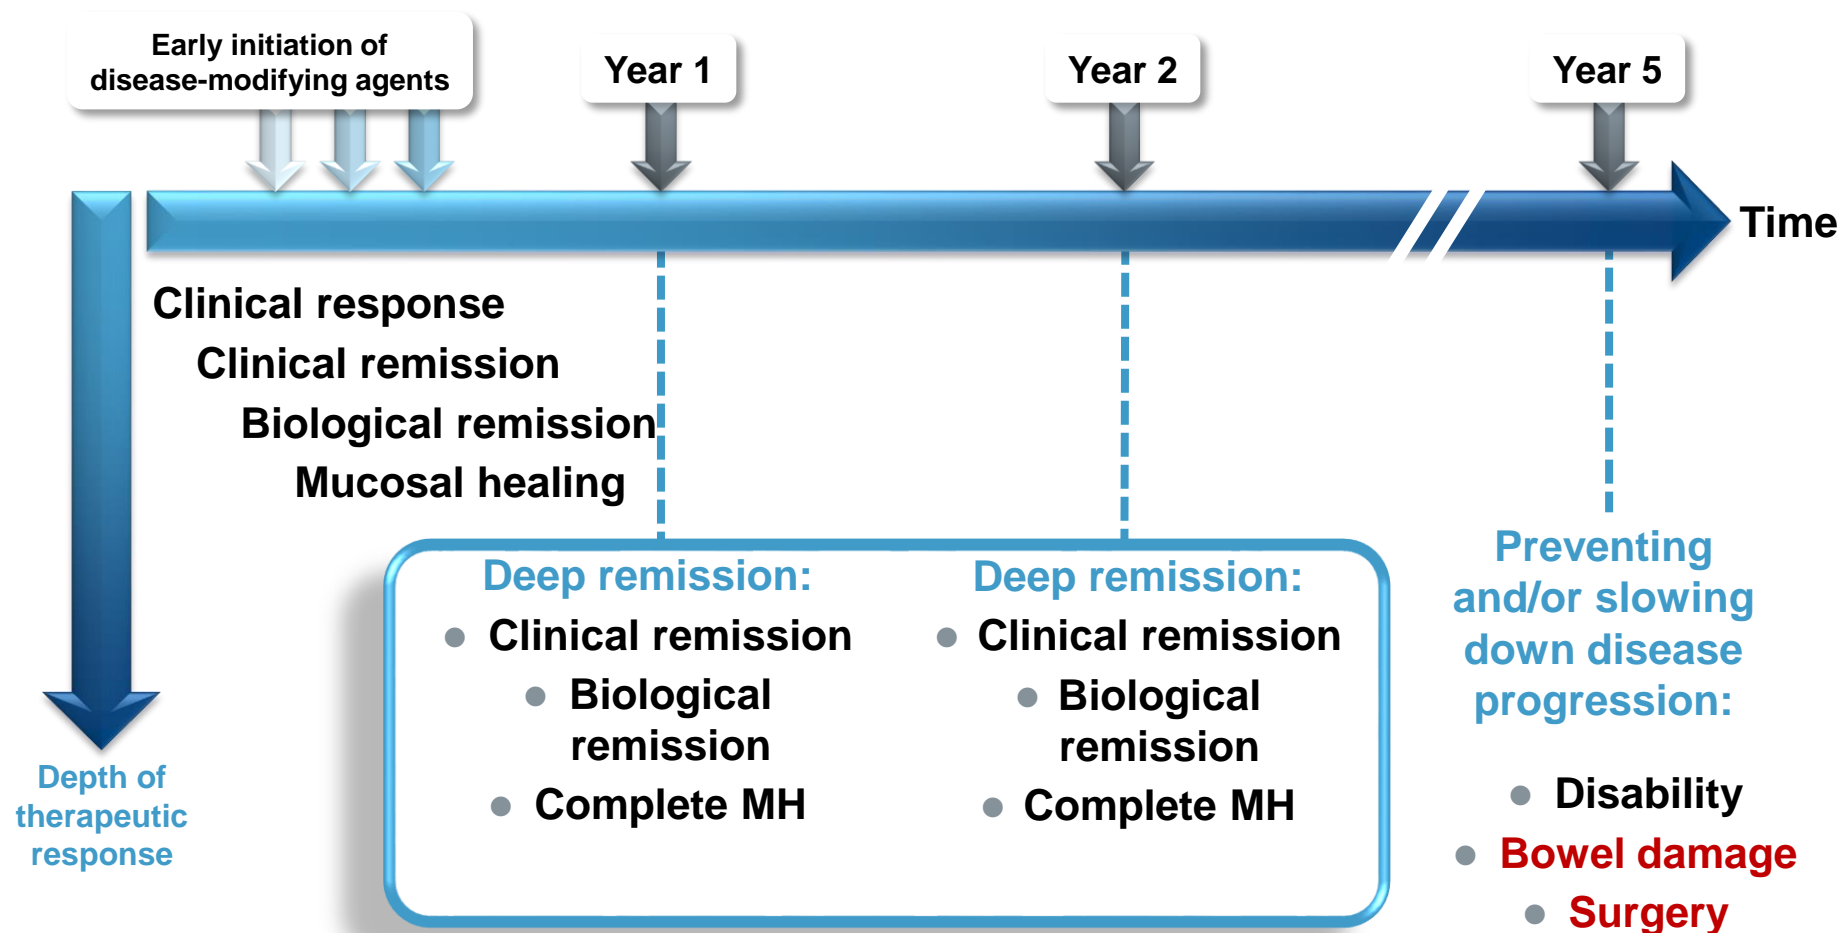 Early initiation of
disease-modifying agents
Year 1
Year 2
Year 5
Time
Clinical response
Clinical remission
Biological remission
Mucosal healing
Depth of
therapeutic
response
Deep remission:
● Clinical remission
● Biological
remission
● Complete MH
Deep remission:
● Clinical remission
● Biological
remission
● Complete MH
Preventing
and/or slowing
down disease
progression:
● Disability
● Bowel damage
● Surgery